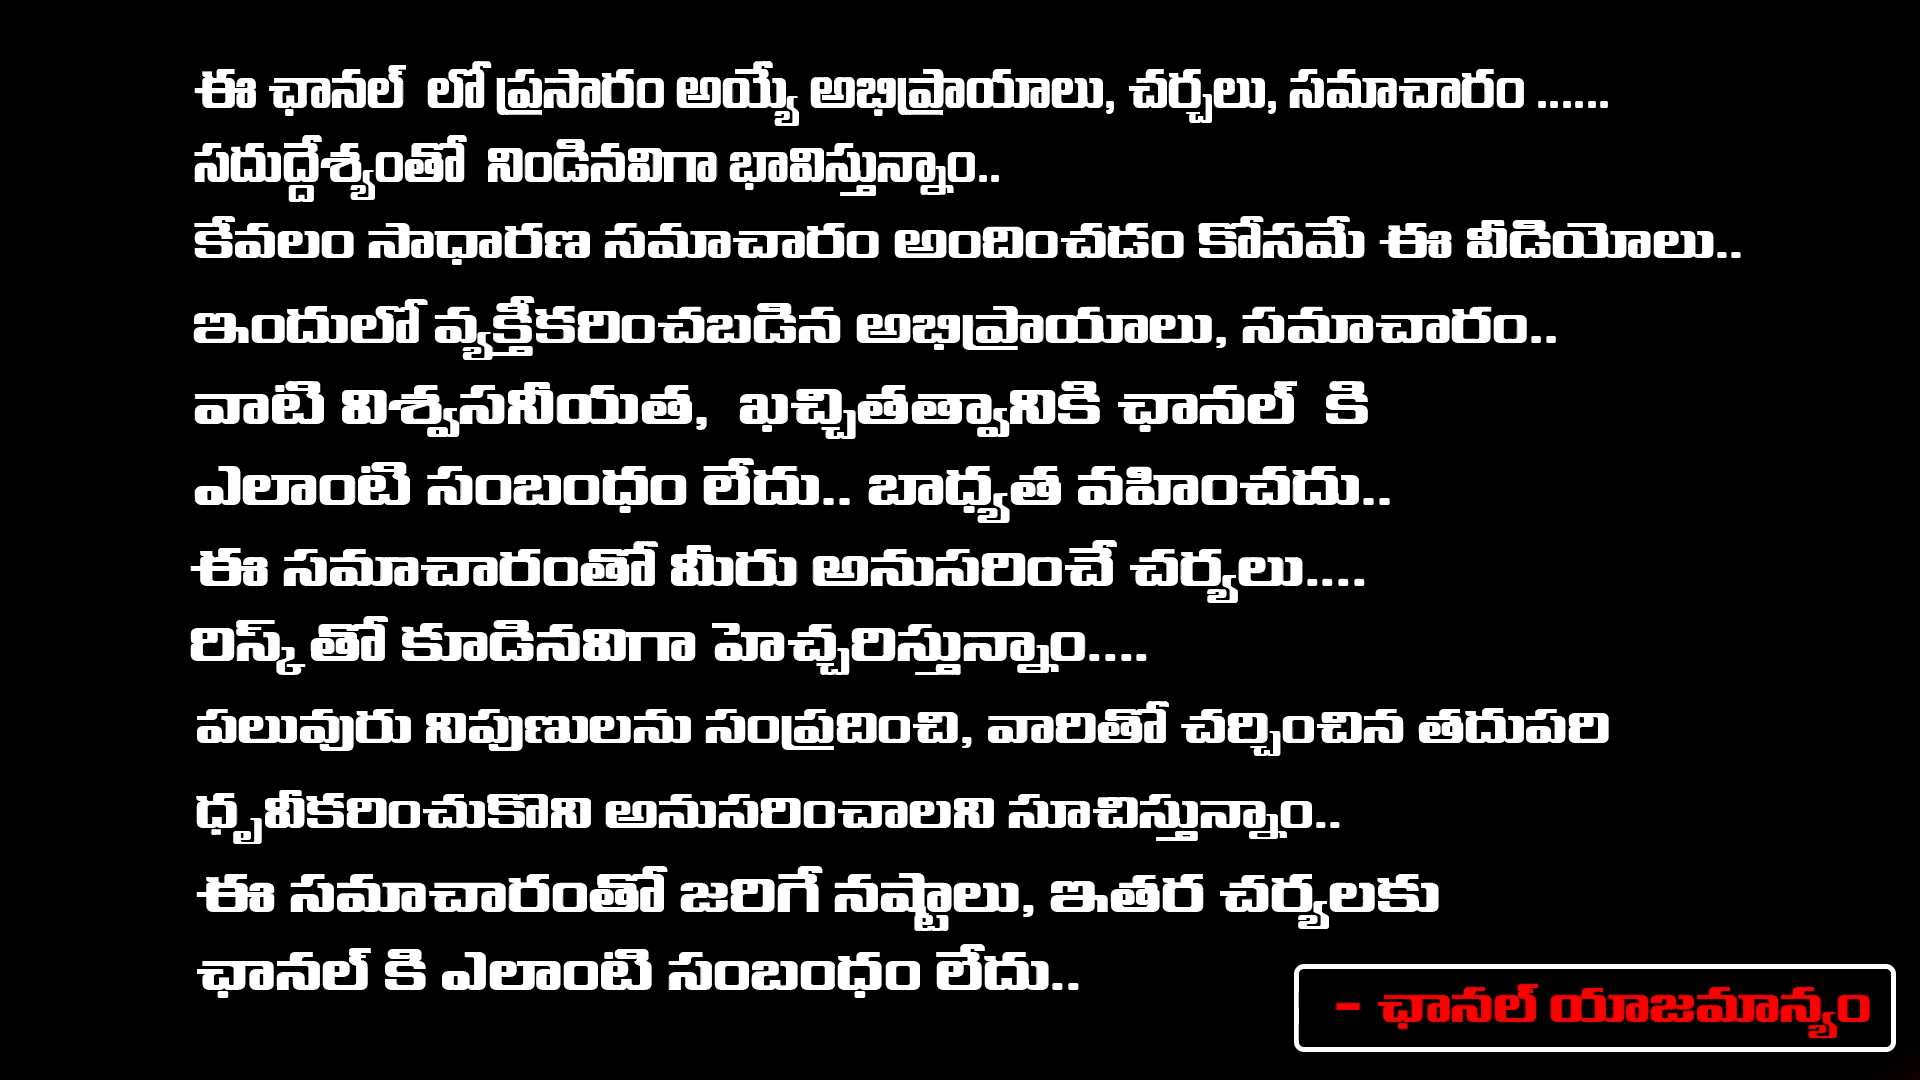 ఈ ఛానల్ లో ప్రసారం అయ్యే అభిప్రాయాలు, చర్చలు, సమాచారం ......
సదుద్దేశ్యంతో నిండినవిగా భావిస్తున్నాం..
కేవలం సాధారణ సమాచారం అందించడం కోసమే ఈ వీడియోలు..
ఇందులో వ్యక్తీకరించబడిన అభిప్రాయాలు, సమాచారం..
వాటి విశ్వసనీయత, ఖచ్చితత్వానికి ఛానల్ కి
ఎలాంటి సంబంధం లేదు.. బాధ్యత వహించదు..
ఈ సమాచారంతో మీరు అనుసరించే చర్యలు....
రిస్క్ తో కూడినవిగా హెచ్చరిస్తున్నాం....
పలువురు నిపుణులను సంప్రదించి, వారితో చర్చించిన తదుపరి
ధృవీకరించుకొని అనుసరించాలని సూచిస్తున్నాం..
ఈ సమాచారంతో జరిగే నష్టాలు, ఇతర చర్యలకు
ఛానల్ కి ఎలాంటి సంబంధం లేదు..
- ఛానల్ యాజమాన్యం